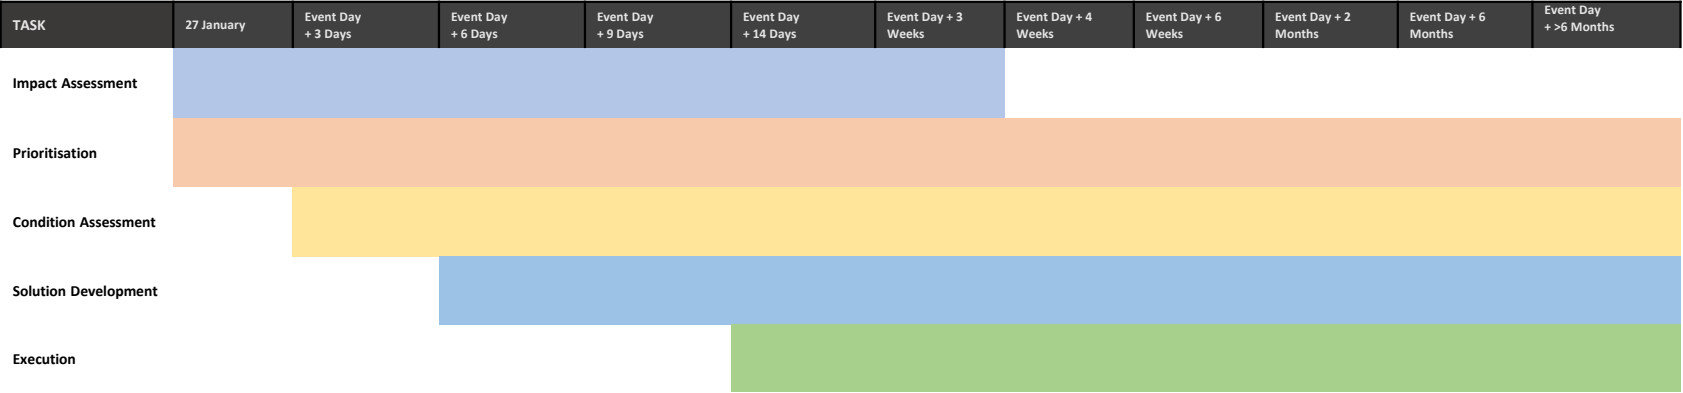 TASK
27 January
Event Day
+ 3 Days
Event Day
+ 6 Days
Event Day
+ 9 Days
Event Day
+ 14 Days
Event Day + 3
Weeks
Event Day + 4
Weeks
Event Day + 6
Weeks
Event Day + 2
Months
Event Day + 6
Months
Event Day
+ >6 Months
Impact Assessment
Prioritisation
Condition Assessment
Solution Development
Execution